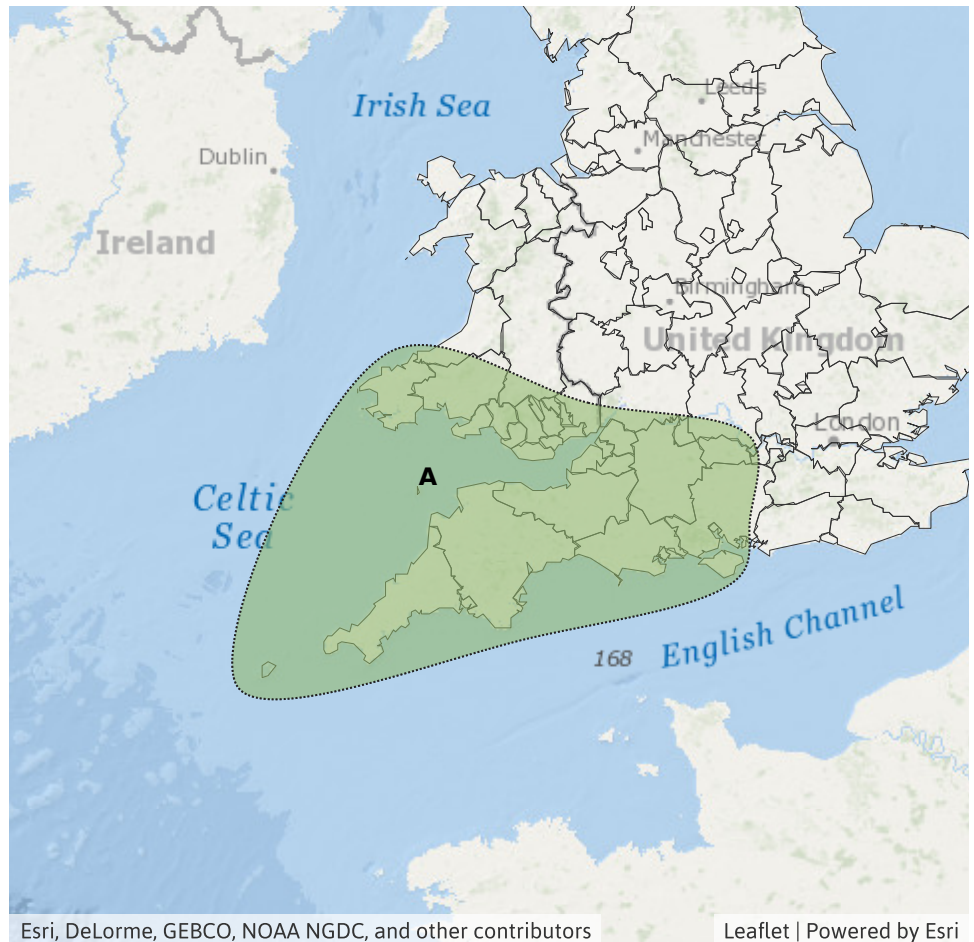 Leeds
Irish Sea
Manchester
Dublin
Ireland
Birmingham
United Kingdom
London
A
Celtic
Sea
English Channel
168
Esri, DeLorme, GEBCO, NOAA NGDC, and other contributors
Leaflet | Powered by Esri